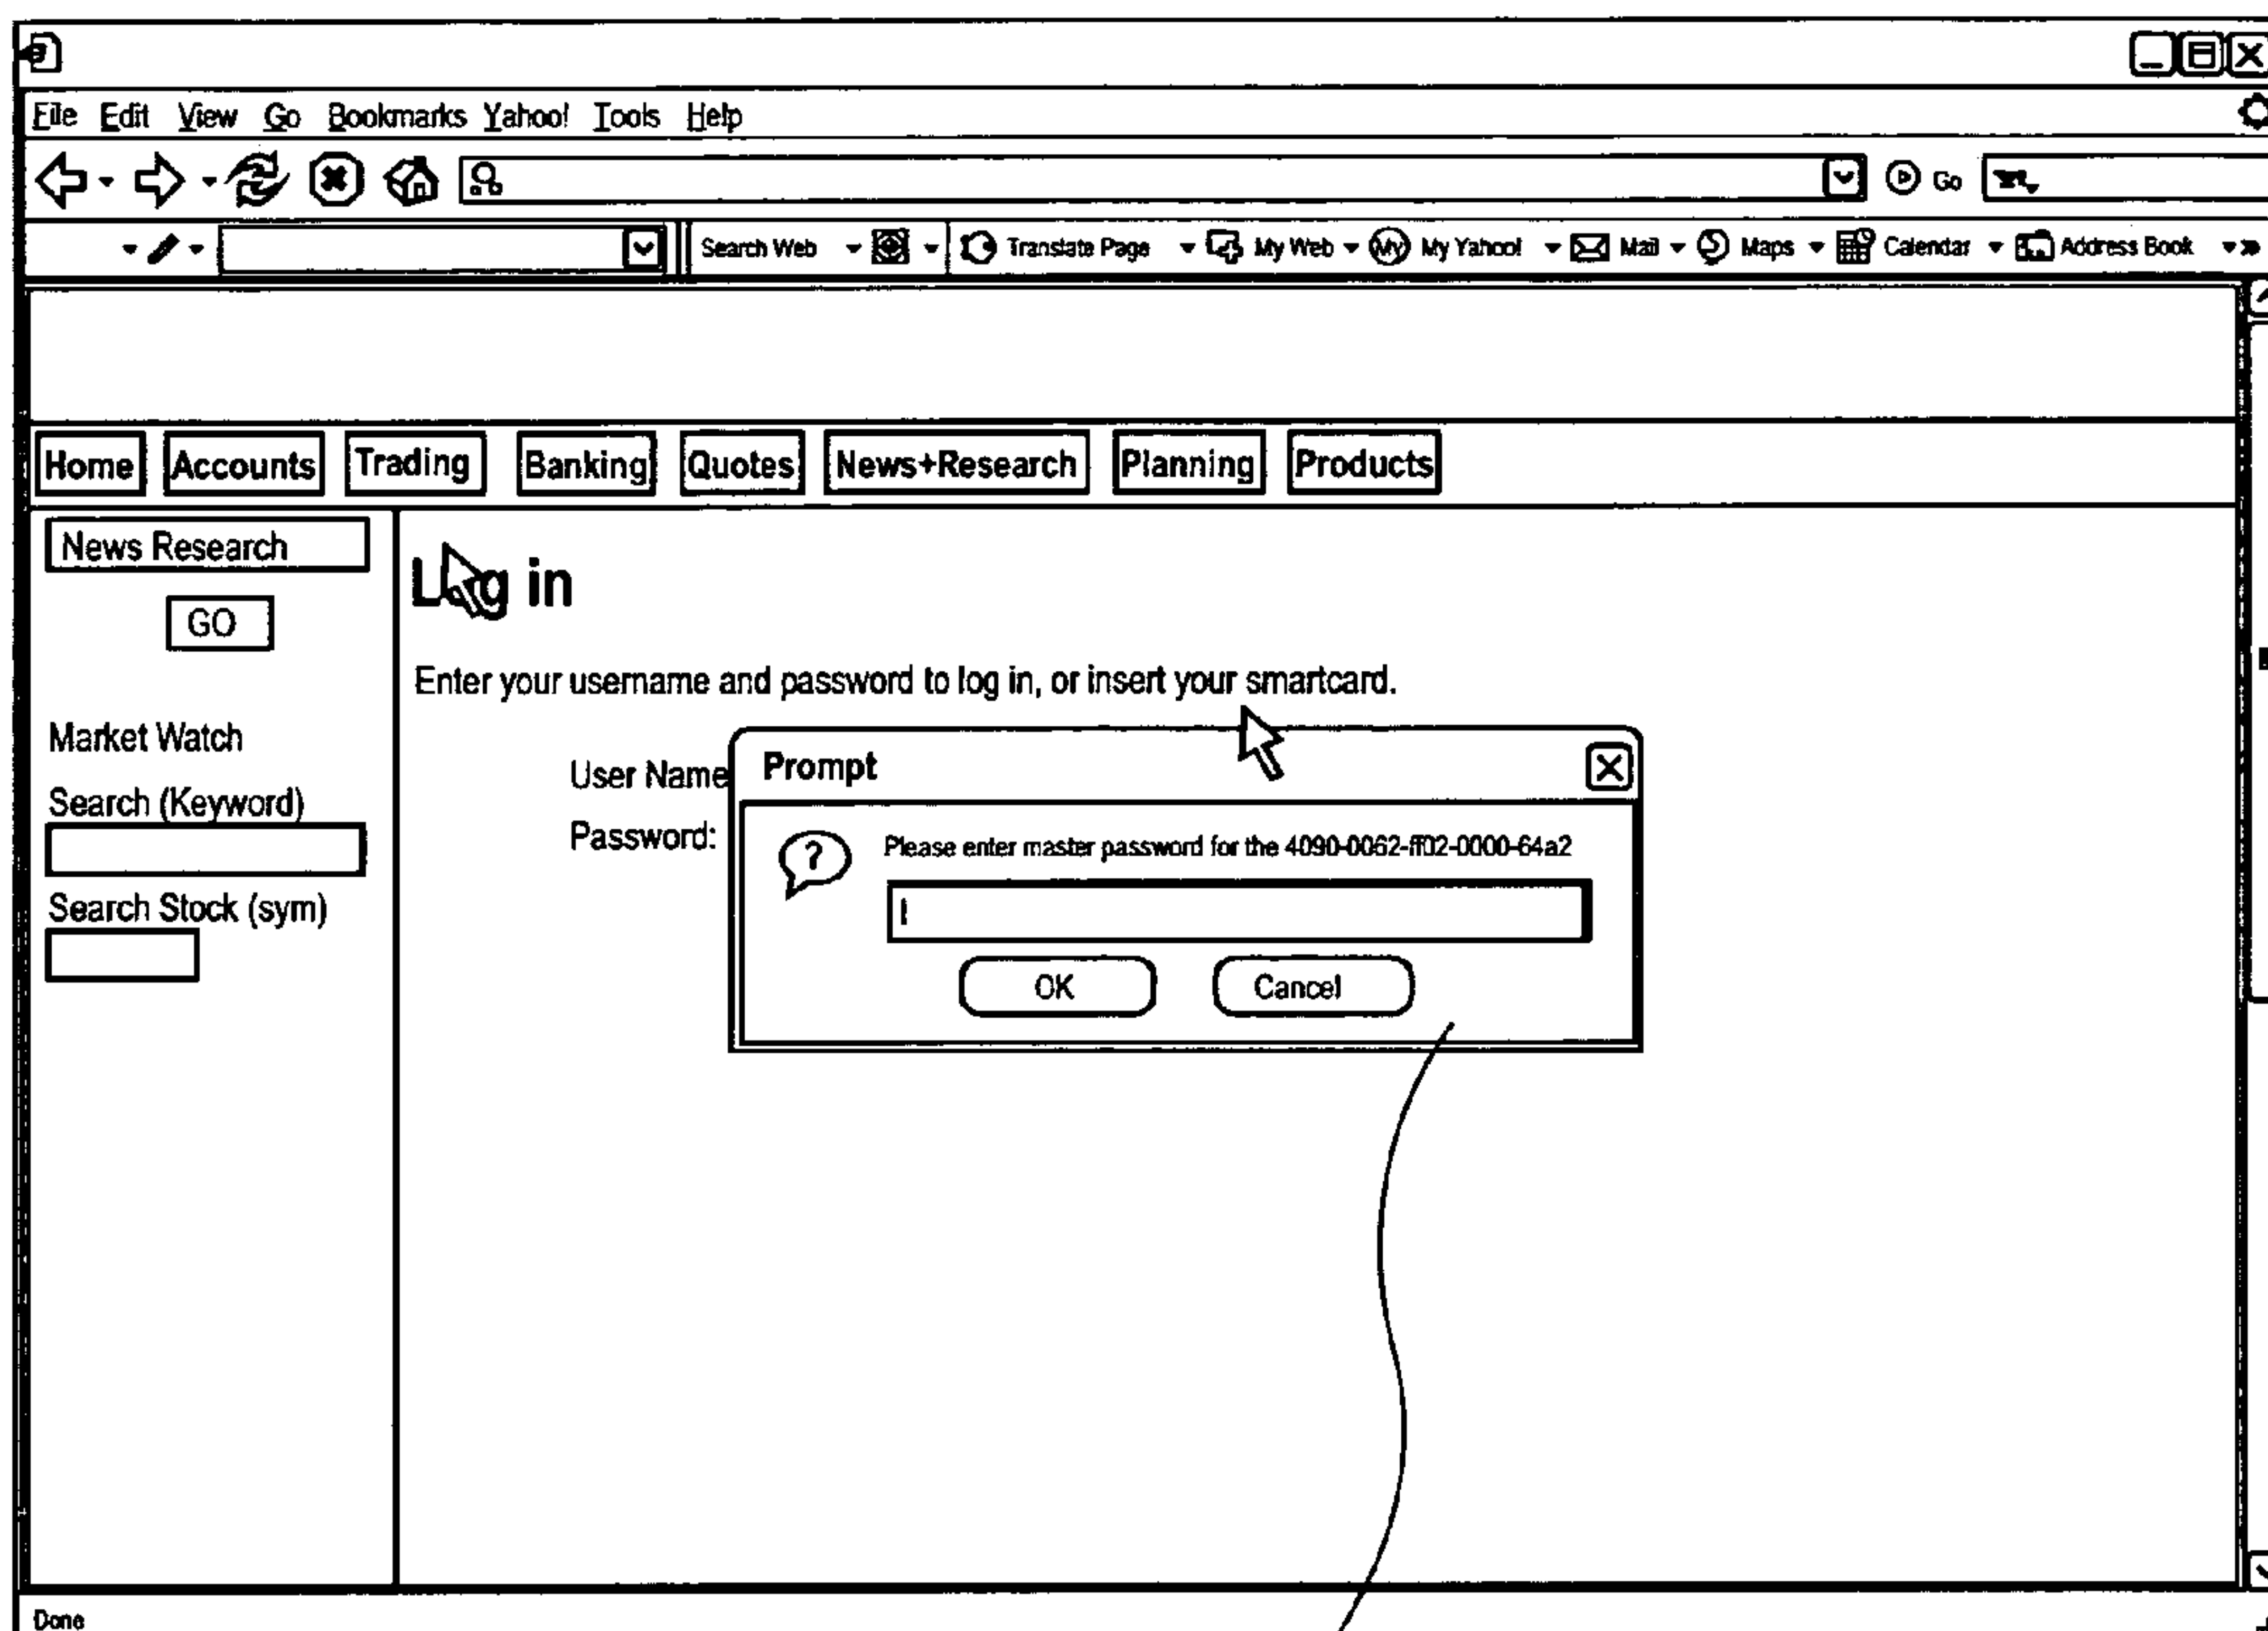 File Edit View Go Bookmarks Yahoo! Tools Help
Go
Search Web Translate Page My Web My My Yahoo! Mail Maps Calendar Address Book
Home Accounts Trading Banking Quotes News+Research Planning Products
News Research
GO
Market Watch
Search (Keyword)
Search Stock (sym)
Log in
Enter your username and password to log in, or insert your smartcard.
User Name
Password:
Prompt
Please enter master password for the 4090-0062-ff02-0000-64a2
OK Cancel
Done